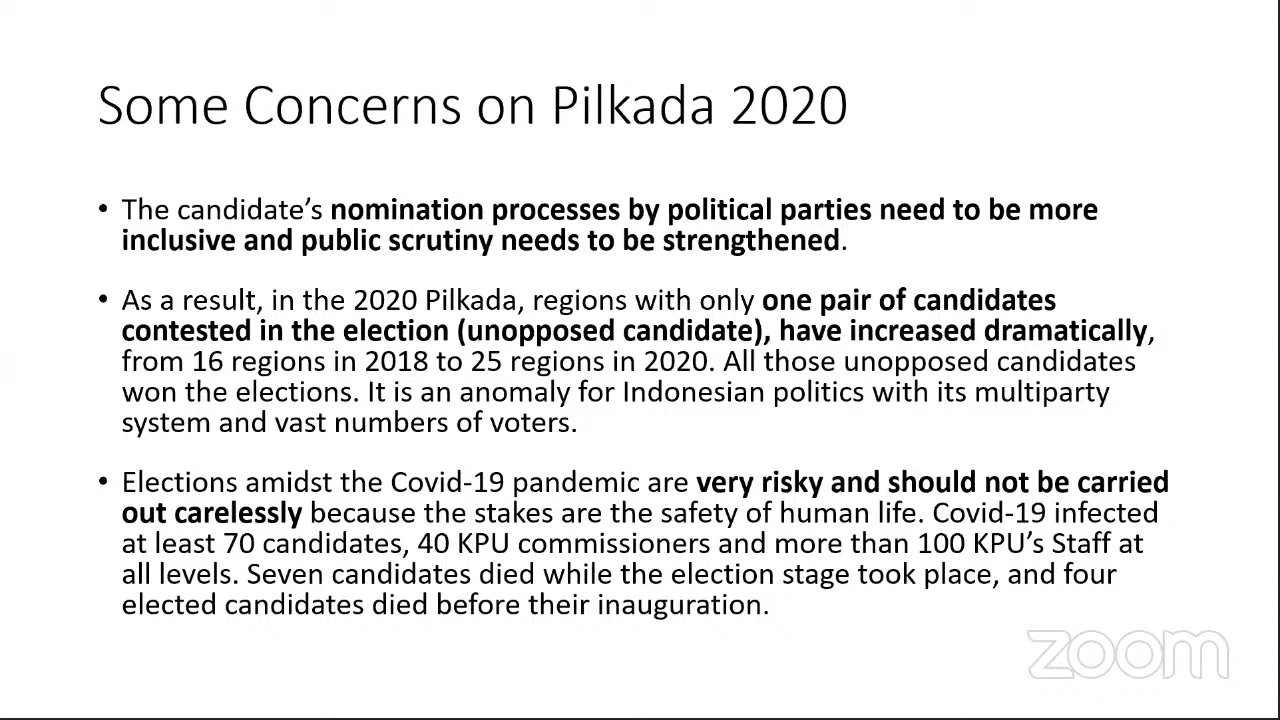 Some Concerns on Pilkada 2020
• The candidate’s nomination processes by political parties need to be more
inclusive and public scrutiny needs to be strengthened.
• As a result, in the 2020 Pilkada, regions with only one pair of candidates
contested in the election (unopposed candidate), have increased dramatically,
from 16 regions in 2018 to 25 regions in 2020. All those unopposed candidates
won the elections. It is an anomaly for Indonesian politics with its multiparty
system and vast numbers of voters.
• Elections amidst the Covid-19 pandemic are very risky and should not be carried
out carelessly because the stakes are the safety of human life. Covid-19 infected
at least 70 candidates, 40 KPU commissioners and more than 100 KPU’s Staff at
all levels. Seven candidates died while the election stage took place, and four
elected candidates died before their inauguration.
zoom